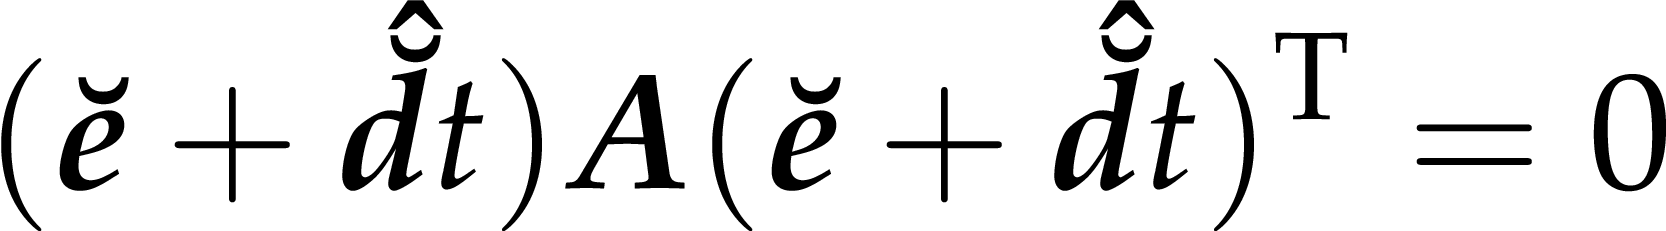 (ĕ + d̆̂t)A(ĕ + d̆̂t)ᵀ = 0